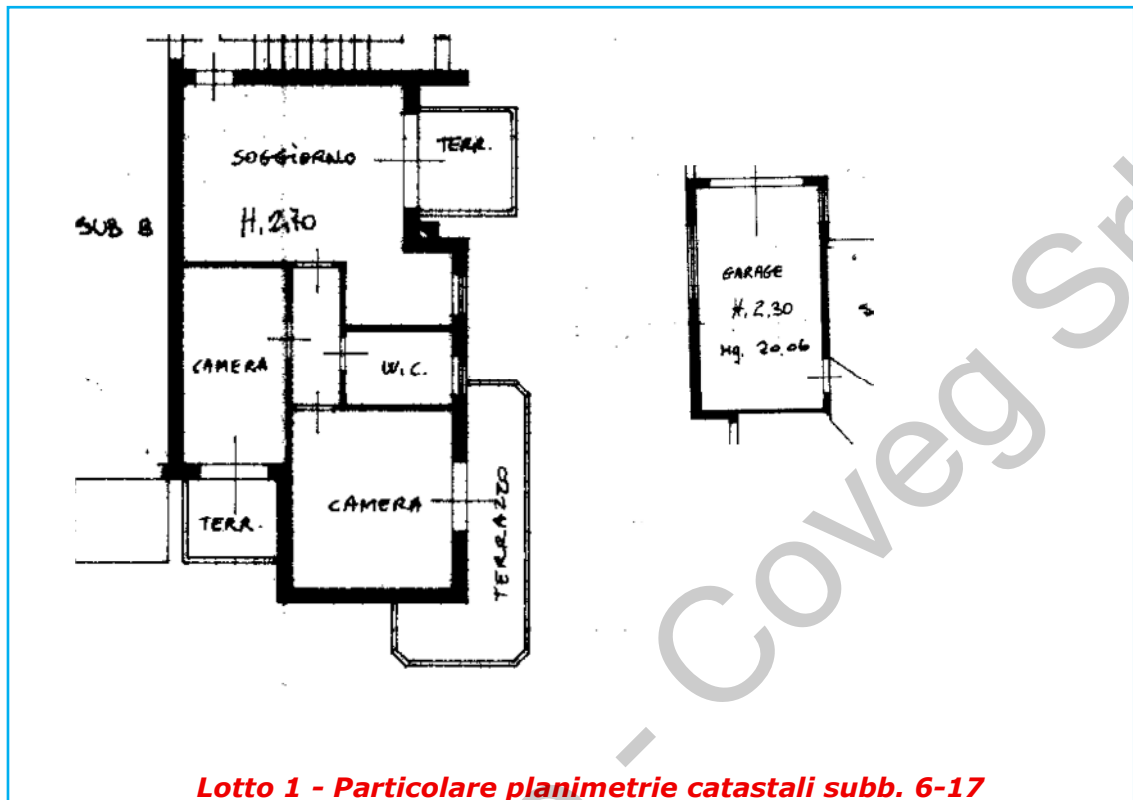 SOGGIORNO
TERR.
SUB B
H. 2,70
CAMERA
W.C.
CAMERA
TERR.
TERRAZZO
GARAGE
H. 2,30
Mq. 20.06
- Coveg Srl
Lotto 1 - Particolare planimetrie catastali subb. 6-17